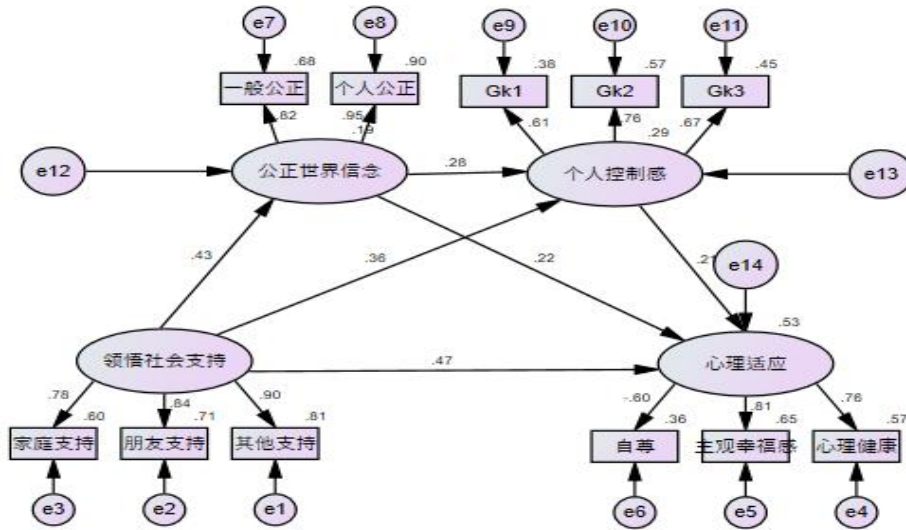 e7 e8 e9 e10 e11
.68 .90 .38 .57 .45
一般公正 个人公正 Gk1 Gk2 Gk3
.82 .95 .61 .76 .67
.19 .29
e12 公正世界信念 .28 个人控制感 e13
.43 .36 .22 .21 e14
.53
领悟社会支持 .47 心理适应
.78 .84 .90 -.60 .81 .76
.60 .71 .81 .36 .65 .57
家庭支持 朋友支持 其他支持 自尊 主观幸福感 心理健康
e3 e2 e1 e6 e5 e4